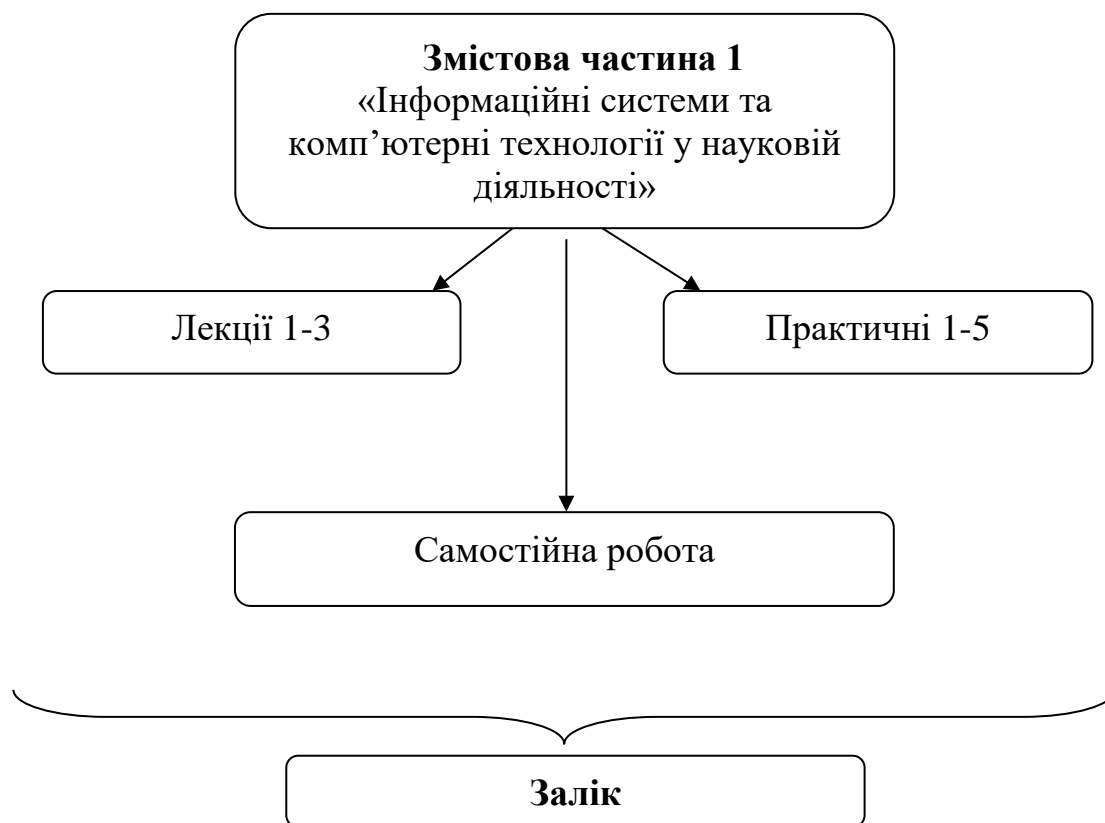 Змістова частина 1
«Інформаційні системи та
комп’ютерні технології у науковій
діяльності»
Лекції 1-3
Практичні 1-5
Самостійна робота
Залік